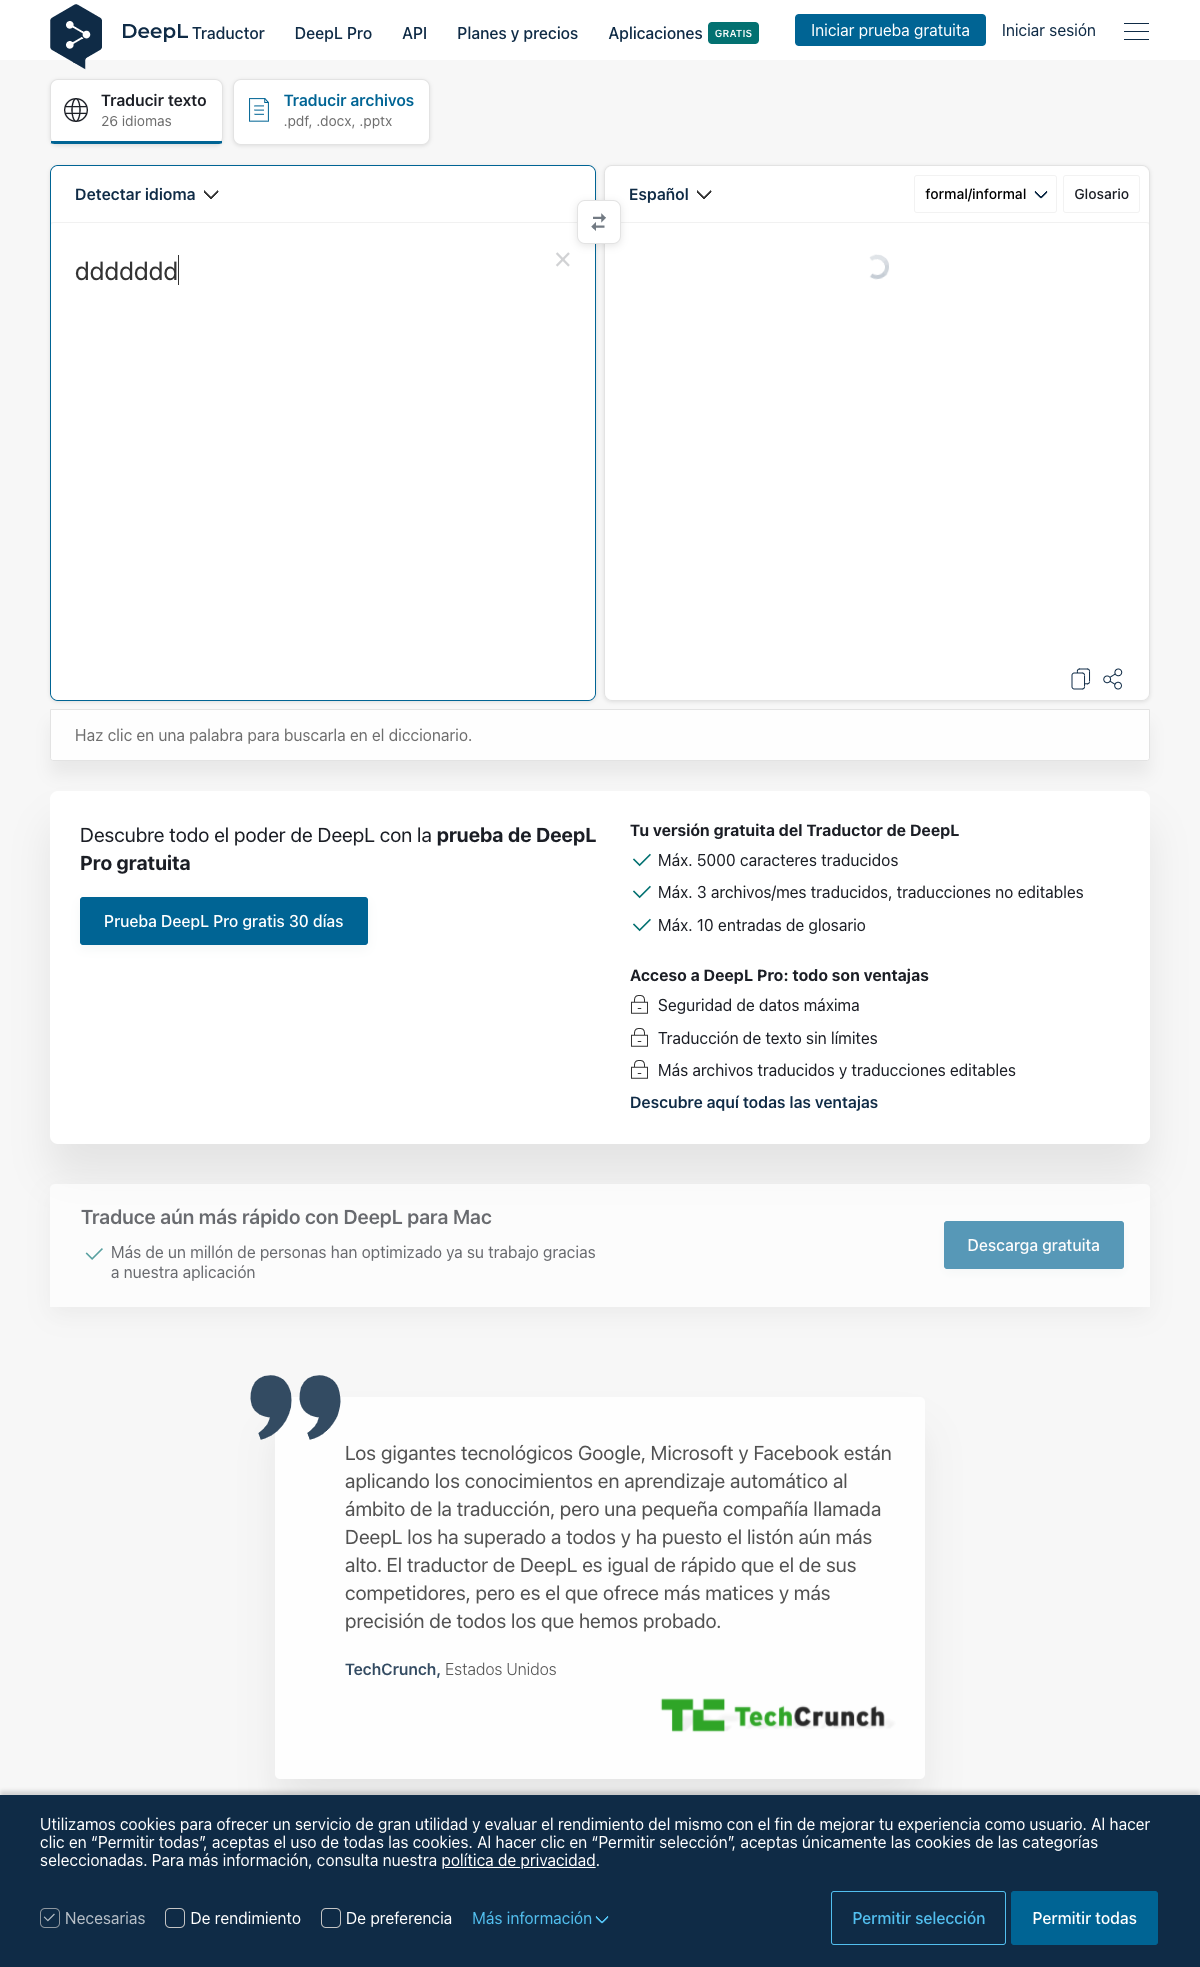 DeepL Traductor
DeepL Pro
API
Planes y precios
Aplicaciones GRATIS
Iniciar prueba gratuita
Iniciar sesión
Traducir texto
26 idiomas
Traducir archivos
.pdf, .docx, .pptx
Detectar idioma
Español
formal/informal
Glosario
ddddddd
Haz clic en una palabra para buscarla en el diccionario.
Descubre todo el poder de DeepL con la prueba de DeepL
Pro gratuita
Prueba DeepL Pro gratis 30 días
Tu versión gratuita del Traductor de DeepL
Máx. 5000 caracteres traducidos
Máx. 3 archivos/mes traducidos, traducciones no editables
Máx. 10 entradas de glosario
Acceso a DeepL Pro: todo son ventajas
Seguridad de datos máxima
Traducción de texto sin límites
Más archivos traducidos y traducciones editables
Descubre aquí todas las ventajas
Traduce aún más rápido con DeepL para Mac
Más de un millón de personas han optimizado ya su trabajo gracias
a nuestra aplicación
Descarga gratuita
Los gigantes tecnológicos Google, Microsoft y Facebook están
aplicando los conocimientos en aprendizaje automático al
ámbito de la traducción, pero una pequeña compañía llamada
DeepL los ha superado a todos y ha puesto el listón aún más
alto. El traductor de DeepL es igual de rápido que el de sus
competidores, pero es el que ofrece más matices y más
precisión de todos los que hemos probado.
TechCrunch, Estados Unidos
TC TechCrunch
Utilizamos cookies para ofrecer un servicio de gran utilidad y evaluar el rendimiento del mismo con el fin de mejorar tu experiencia como usuario. Al hacer
clic en “Permitir todas”, aceptas el uso de todas las cookies. Al hacer clic en “Permitir selección”, aceptas únicamente las cookies de las categorías
seleccionadas. Para más información, consulta nuestra política de privacidad.
Necesarias
De rendimiento
De preferencia
Más información
Permitir selección
Permitir todas